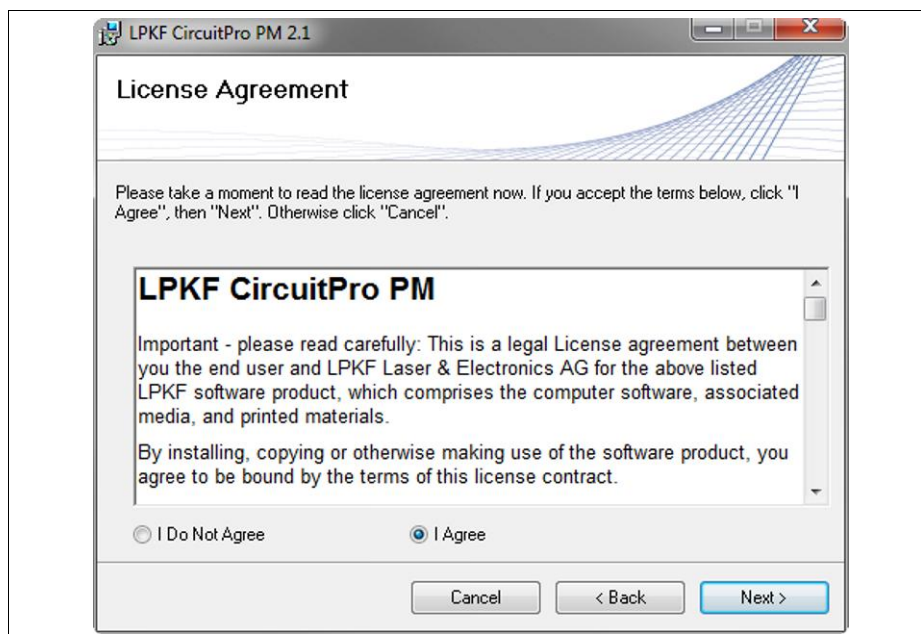 LPKF CircuitPro PM 2.1
License Agreement
Please take a moment to read the license agreement now. If you accept the terms below, click "I
Agree", then "Next". Otherwise click "Cancel".
LPKF CircuitPro PM
Important - please read carefully: This is a legal License agreement between
you the end user and LPKF Laser & Electronics AG for the above listed
LPKF software product, which comprises the computer software, associated
media, and printed materials.
By installing, copying or otherwise making use of the software product, you
agree to be bound by the terms of this license contract.
I Do Not Agree I Agree
Cancel < Back Next >